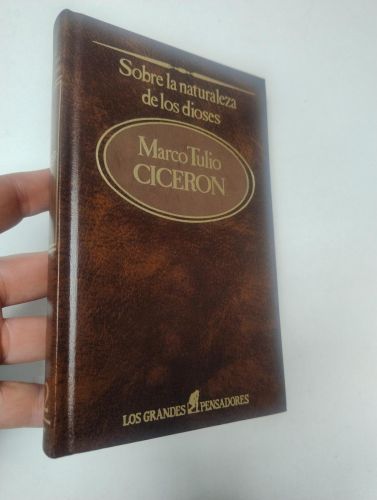 Sobre la naturaleza
de los dioses
Marco Tulio
CICERON
LOS GRANDES PENSADORES